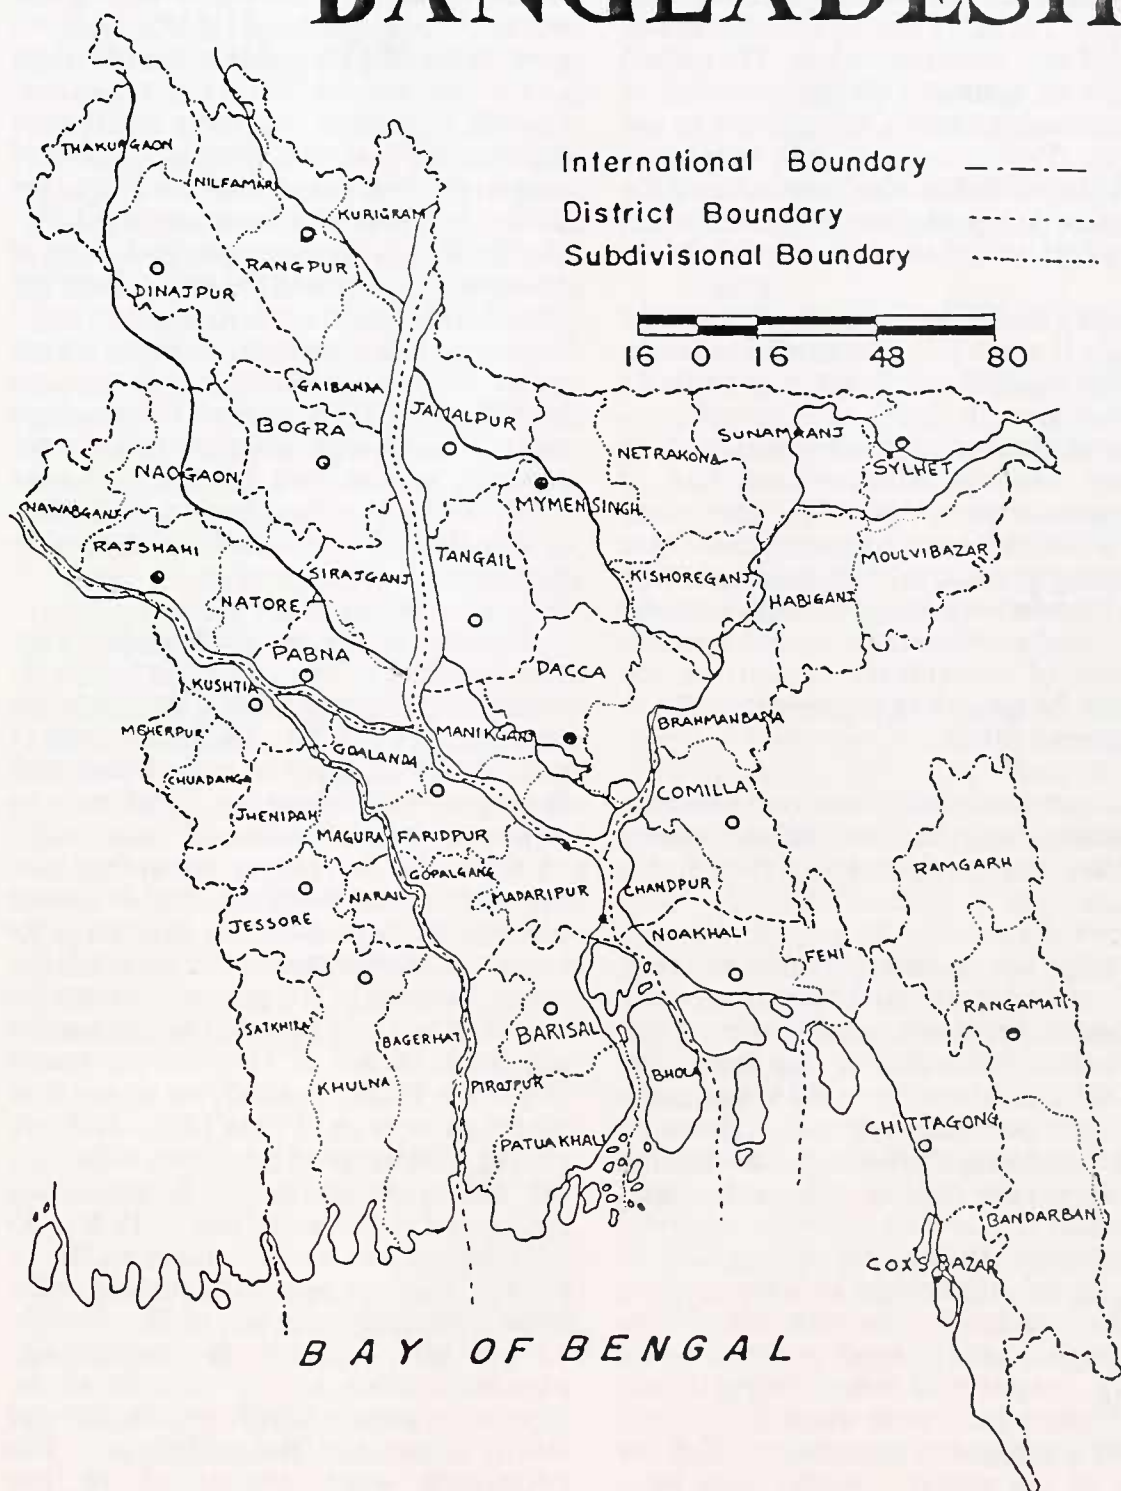 BANGLADESH
International Boundary
District Boundary
Subdivisional Boundary
16 0 16 48 80
THAKURGAON
NILFAMARI
KURIGRAM
RANGPUR
DINAJPUR
GAIBANDA
JAMALPUR
BOGRA
NETRAKONA
SUNAMGANJ
SYLHET
NAOGAON
MYMENSINGH
NAWABGANJ
RAJSHAHI
TANGAIL
MOULVIBAZAR
SIRAJGANJ
KISHOREGANJ
HABIGANJ
NATORE
PABNA
DACCA
KUSHTIA
MEHERPUR
MANIKGANJ
BRAHMANBARIA
GOALANDA
CHUADANGA
JHENIDAH
COMILLA
MAGURA
FARIDPUR
RAMGARH
GOPALGANG
NARAIL
MADARIPUR
CHANDPUR
JESSORE
NOAKHALI
FENI
RANGAMATI
SATKHIRA
BAGERHAT
BARISAL
KHULNA
PIROJPUR
BHOLA
CHITTAGONG
PATUAKHALI
BANDARBAN
COX'S BAZAR
BAY OF BENGAL